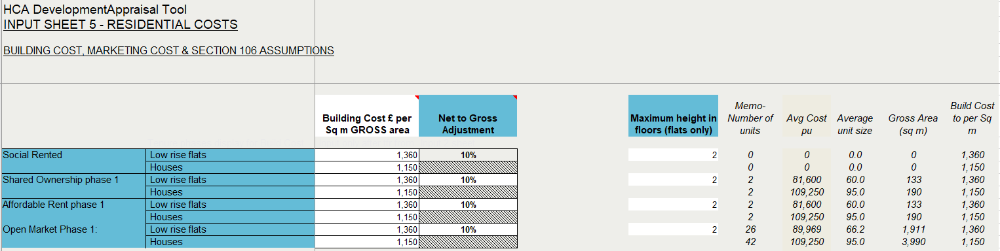 HCA DevelopmentAppraisal Tool
INPUT SHEET 5 - RESIDENTIAL COSTS
BUILDING COST, MARKETING COST & SECTION 106 ASSUMPTIONS
Building Cost £ per Sq m GROSS area Net to Gross Adjustment Maximum height in floors (flats only) Memo- Number of units Avg Cost pu Average unit size Gross Area (sq m) Build Cost to per Sq m
Social Rented Low rise flats 1,360 10% 2 0 0 0.0 0 1,360
Houses 1,150 0 0 0.0 0 1,150
Shared Ownership phase 1 Low rise flats 1,360 10% 2 2 81,600 60.0 133 1,360
Houses 1,150 2 109,250 95.0 190 1,150
Affordable Rent phase 1 Low rise flats 1,360 10% 2 2 81,600 60.0 133 1,360
Houses 1,150 2 109,250 95.0 190 1,150
Open Market Phase 1: Low rise flats 1,360 10% 2 26 89,969 66.2 1,911 1,360
Houses 1,150 42 109,250 95.0 3,990 1,150